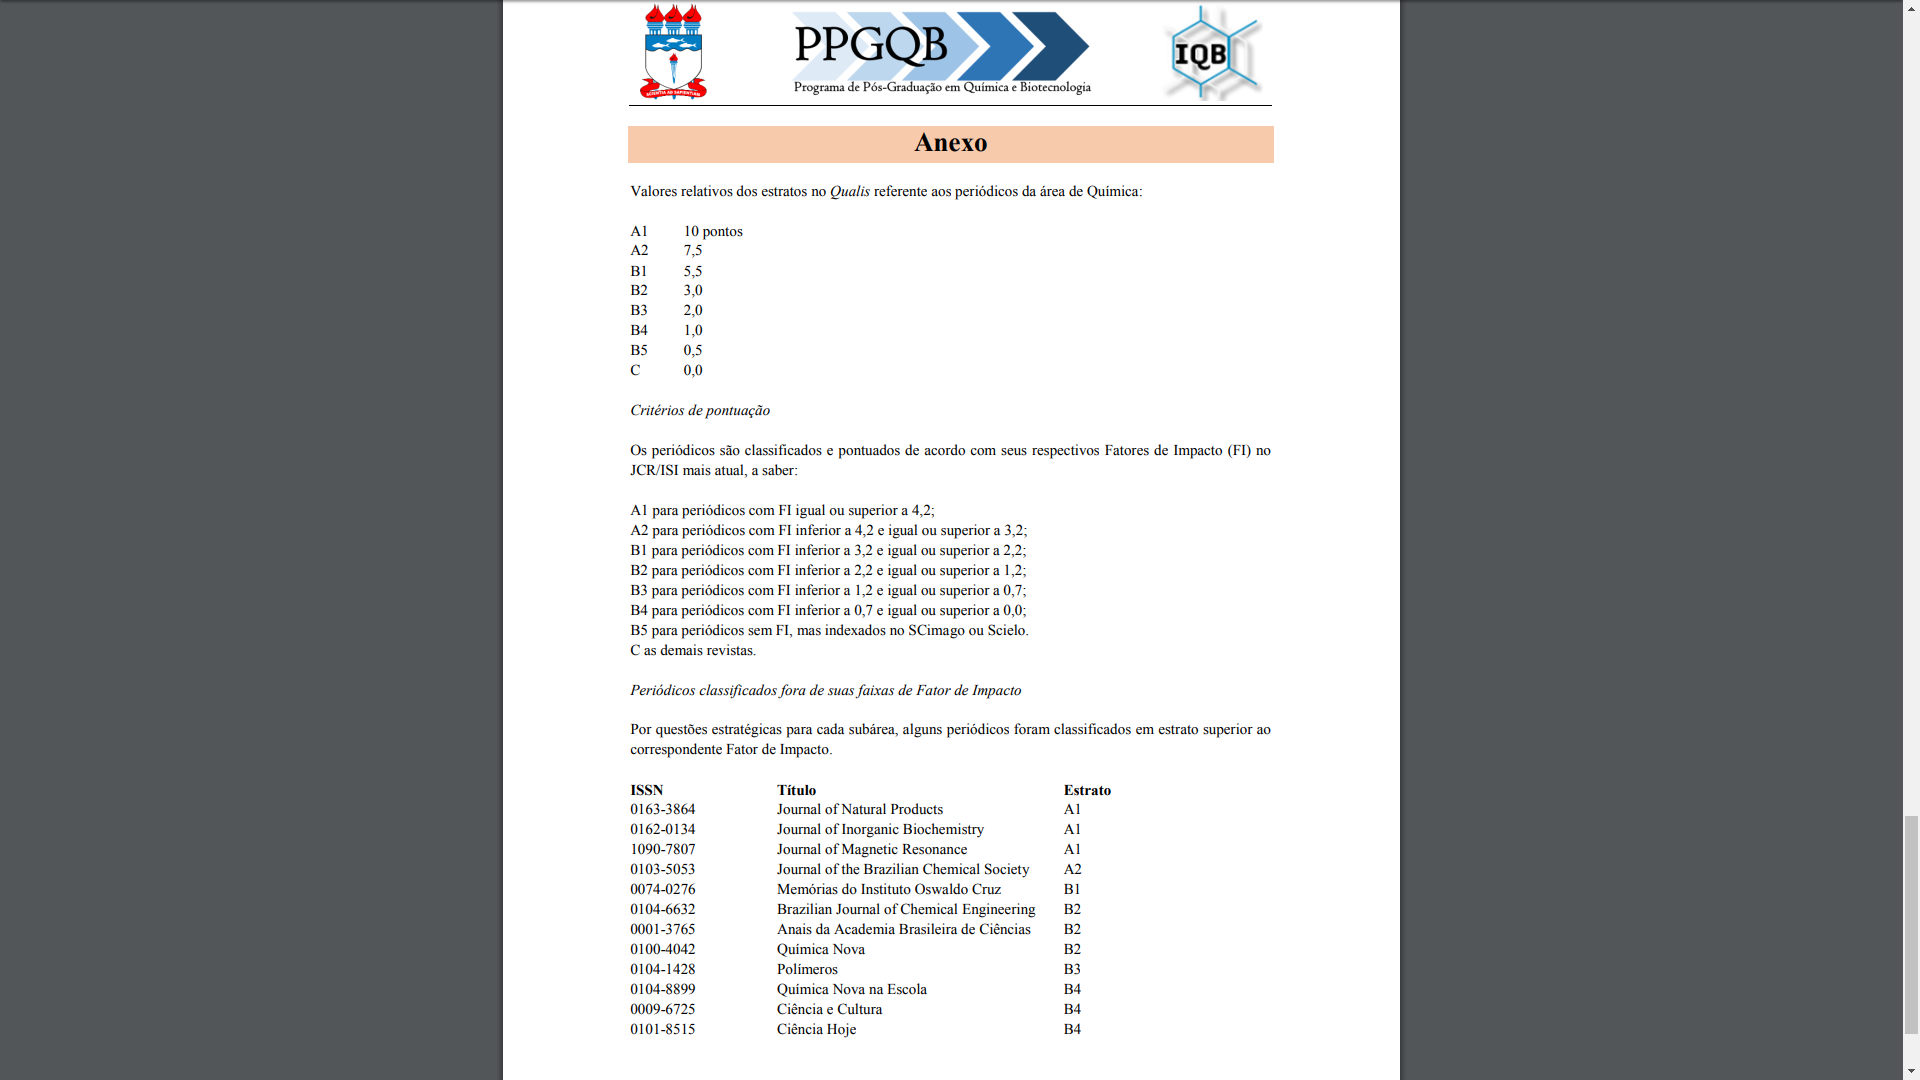 SCIENTIA AD SAPIENTIAM
PPGQB
Programa de Pós-Graduação em Química e Biotecnologia
IQB
Anexo
Valores relativos dos estratos no Qualis referente aos periódicos da área de Química:
A1 10 pontos
A2 7,5
B1 5,5
B2 3,0
B3 2,0
B4 1,0
B5 0,5
C 0,0
Critérios de pontuação
Os periódicos são classificados e pontuados de acordo com seus respectivos Fatores de Impacto (FI) no
JCR/ISI mais atual, a saber:
A1 para periódicos com FI igual ou superior a 4,2;
A2 para periódicos com FI inferior a 4,2 e igual ou superior a 3,2;
B1 para periódicos com FI inferior a 3,2 e igual ou superior a 2,2;
B2 para periódicos com FI inferior a 2,2 e igual ou superior a 1,2;
B3 para periódicos com FI inferior a 1,2 e igual ou superior a 0,7;
B4 para periódicos com FI inferior a 0,7 e igual ou superior a 0,0;
B5 para periódicos sem FI, mas indexados no SCimago ou Scielo.
C as demais revistas.
Periódicos classificados fora de suas faixas de Fator de Impacto
Por questões estratégicas para cada subárea, alguns periódicos foram classificados em estrato superior ao
correspondente Fator de Impacto.
ISSN Título Estrato
0163-3864 Journal of Natural Products A1
0162-0134 Journal of Inorganic Biochemistry A1
1090-7807 Journal of Magnetic Resonance A1
0103-5053 Journal of the Brazilian Chemical Society A2
0074-0276 Memórias do Instituto Oswaldo Cruz B1
0104-6632 Brazilian Journal of Chemical Engineering B2
0001-3765 Anais da Academia Brasileira de Ciências B2
0100-4042 Química Nova B2
0104-1428 Polímeros B3
0104-8899 Química Nova na Escola B4
0009-6725 Ciência e Cultura B4
0101-8515 Ciência Hoje B4